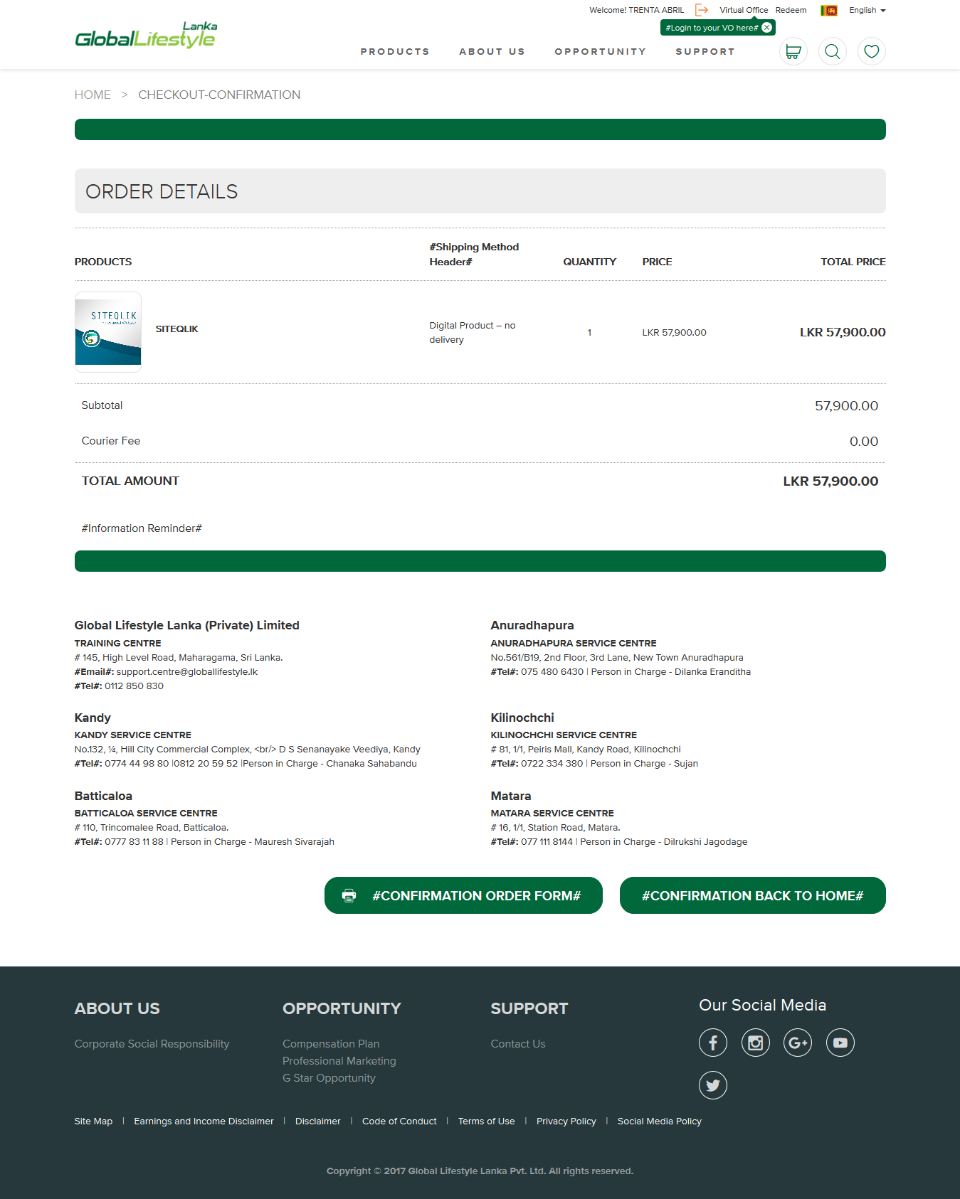 Welcome! TRENTA ABRIL Virtual Office Redeem English
#Login to your VO here#
Lanka
GlobalLifestyle
PRODUCTS ABOUT US OPPORTUNITY SUPPORT
HOME > CHECKOUT-CONFIRMATION
ORDER DETAILS
PRODUCTS #Shipping Method Header# QUANTITY PRICE TOTAL PRICE
SITEQLIK
SITEQLIK Digital Product – no delivery 1 LKR 57,900.00 LKR 57,900.00
Subtotal 57,900.00
Courier Fee 0.00
TOTAL AMOUNT LKR 57,900.00
#Information Reminder#
Global Lifestyle Lanka (Private) Limited
TRAINING CENTRE
# 145, High Level Road, Maharagama, Sri Lanka.
#Email#: support.centre@globallifestyle.lk
#Tel#: 0112 850 830
Anuradhapura
ANURADHAPURA SERVICE CENTRE
No.561/B19, 2nd Floor, 3rd Lane, New Town Anuradhapura
#Tel#: 075 480 6430 | Person in Charge - Dilanka Eranditha
Kandy
KANDY SERVICE CENTRE
No.132, ¼, Hill City Commercial Complex, <br/> D S Senanayake Veediya, Kandy
#Tel#: 0774 44 98 80 |0812 20 59 52 |Person in Charge - Chanaka Sahabandu
Kilinochchi
KILINOCHCHI SERVICE CENTRE
# 81, 1/1, Peiris Mall, Kandy Road, Kilinochchi
#Tel#: 0722 334 380 | Person in Charge - Sujan
Batticaloa
BATTICALOA SERVICE CENTRE
# 110, Trincomalee Road, Batticaloa.
#Tel#: 0777 83 11 88 | Person in Charge - Mauresh Sivarajah
Matara
MATARA SERVICE CENTRE
# 16, 1/1, Station Road, Matara.
#Tel#: 077 111 8144 | Person in Charge - Dilrukshi Jagodage
#CONFIRMATION ORDER FORM# #CONFIRMATION BACK TO HOME#
ABOUT US
Corporate Social Responsibility
OPPORTUNITY
Compensation Plan
Professional Marketing
G Star Opportunity
SUPPORT
Contact Us
Our Social Media
Site Map | Earnings and Income Disclaimer | Disclaimer | Code of Conduct | Terms of Use | Privacy Policy | Social Media Policy
Copyright © 2017 Global Lifestyle Lanka Pvt. Ltd. All rights reserved.